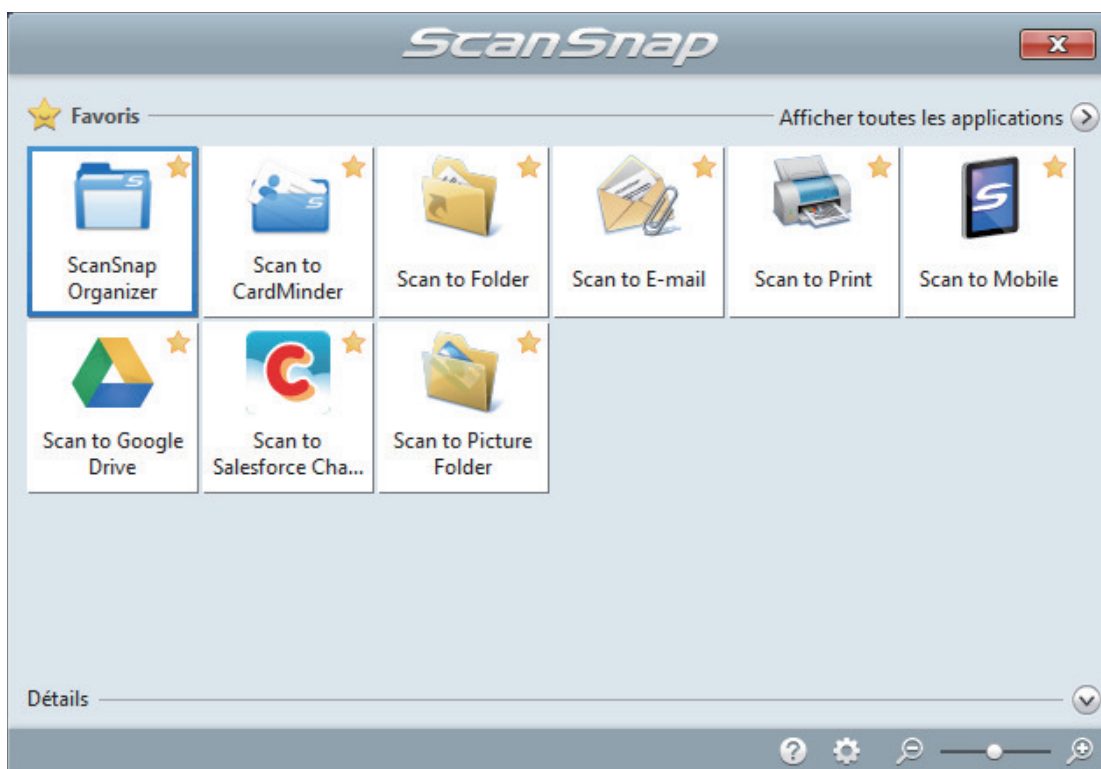 ScanSnap
Favoris
Afficher toutes les applications
ScanSnap
Organizer
Scan to
CardMinder
Scan to Folder
Scan to E-mail
Scan to Print
Scan to Mobile
Scan to Google
Drive
Scan to
Salesforce Cha...
Scan to Picture
Folder
Détails